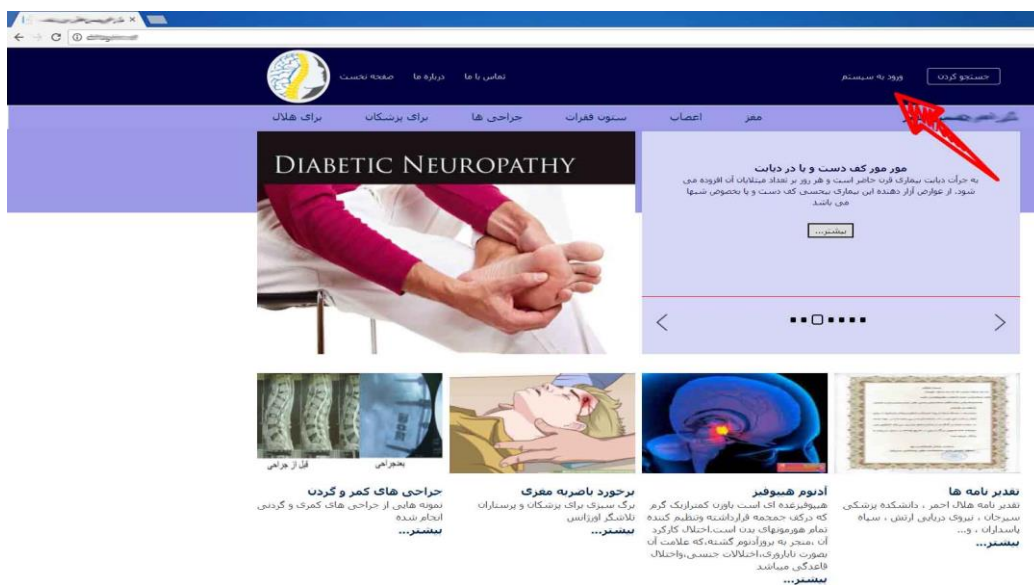 تماس با ما
درباره ما
صفحه نخست
ورود به سیستم
جستجو کردن
مغز
اعصاب
ستون فقرات
جراحی ها
برای پزشکان
برای هلال
DIABETIC NEUROPATHY
مور مور کف دست و پا در دیابت
به جرأت دیابت بیماری قرن حاضر است و هر روز بر تعداد مبتلایان آن افزوده می
شود. از عوارض آزار دهنده این بیماری بیحسی کف دست و پا بخصوص شبها
می باشد
بیشتر...
بعدجراحی
قبل از جراحی
تقدیر نامه ها
تقدیر نامه هلال احمر ، دانشکده پزشکی
سیرجان ، نیروی دریایی ارتش ، سپاه
پاسداران ، و...
بیشتر...
آدنوم هیپوفیز
هیپوفیزغده ای است باوزن کمترازیک گرم
که درکف جمجمه قرارداشته وتنظیم کننده
تمام هورمونهای بدن است.اختلال کارکرد
آن ،منجر به بروزآدنوم گشته،که علامت آن
بصورت ناباروری،اختلالات جنسی،واختلال
قاعدگی میباشد
بیشتر...
برخورد باضربه مغزی
برگ سبزی برای پزشکان و پرستاران
تلاشگر اورژانس
بیشتر...
جراحی های کمر و گردن
نمونه هایی از جراحی های کمری و گردنی
انجام شده
بیشتر...